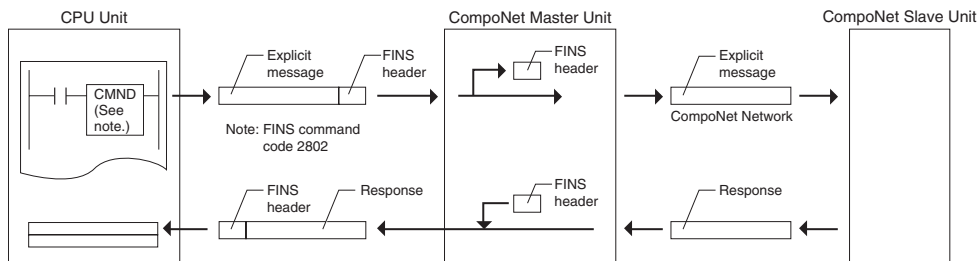 CPU Unit
CompoNet Master Unit
CompoNet Slave Unit
Explicit
message
FINS
header
FINS
header
Explicit
message
CMND
(See
note.)
CompoNet Network
Note: FINS command
code 2802
FINS
header
Response
FINS
header
Response